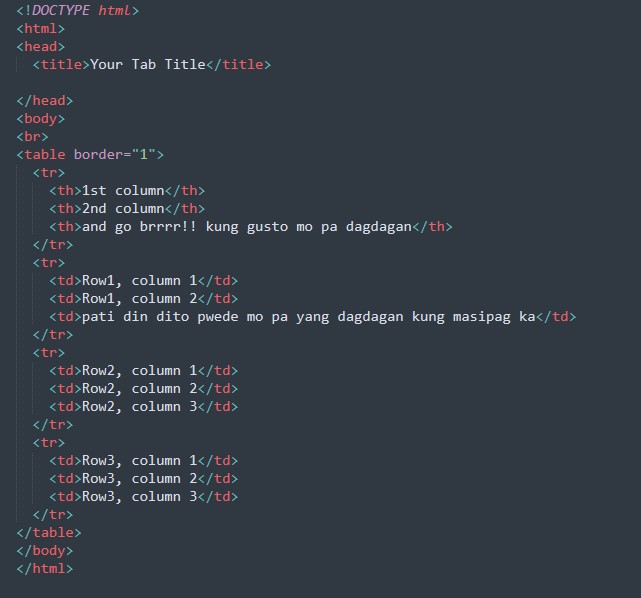 <!DOCTYPE html>
<html>
<head>
  <title>Your Tab Title</title>

</head>
<body>
<br>
<table border="1">
  <tr>
    <th>1st column</th>
    <th>2nd column</th>
    <th>and go brrrr!! kung gusto mo pa dagdagan</th>
  </tr>
  <tr>
    <td>Row1, column 1</td>
    <td>Row1, column 2</td>
    <td>pati din dito pwede mo pa yang dagdagan kung masipag ka</td>
  </tr>
  <tr>
    <td>Row2, column 1</td>
    <td>Row2, column 2</td>
    <td>Row2, column 3</td>
  </tr>
  <tr>
    <td>Row3, column 1</td>
    <td>Row3, column 2</td>
    <td>Row3, column 3</td>
  </tr>
</table>
</body>
</html>